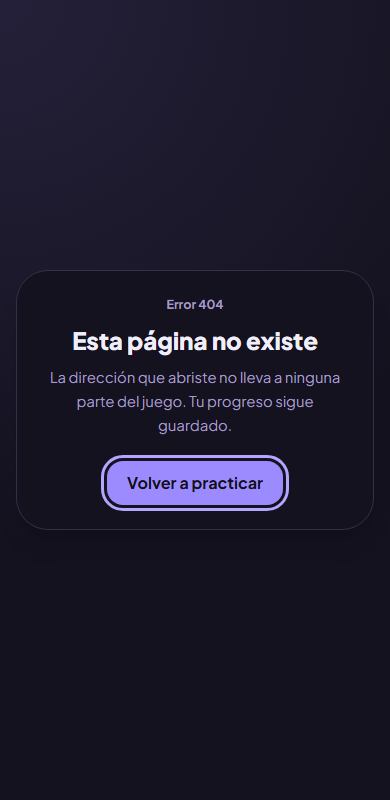 Error 404
Esta página no existe
La dirección que abriste no lleva a ninguna
parte del juego. Tu progreso sigue
guardado.
Volver a practicar